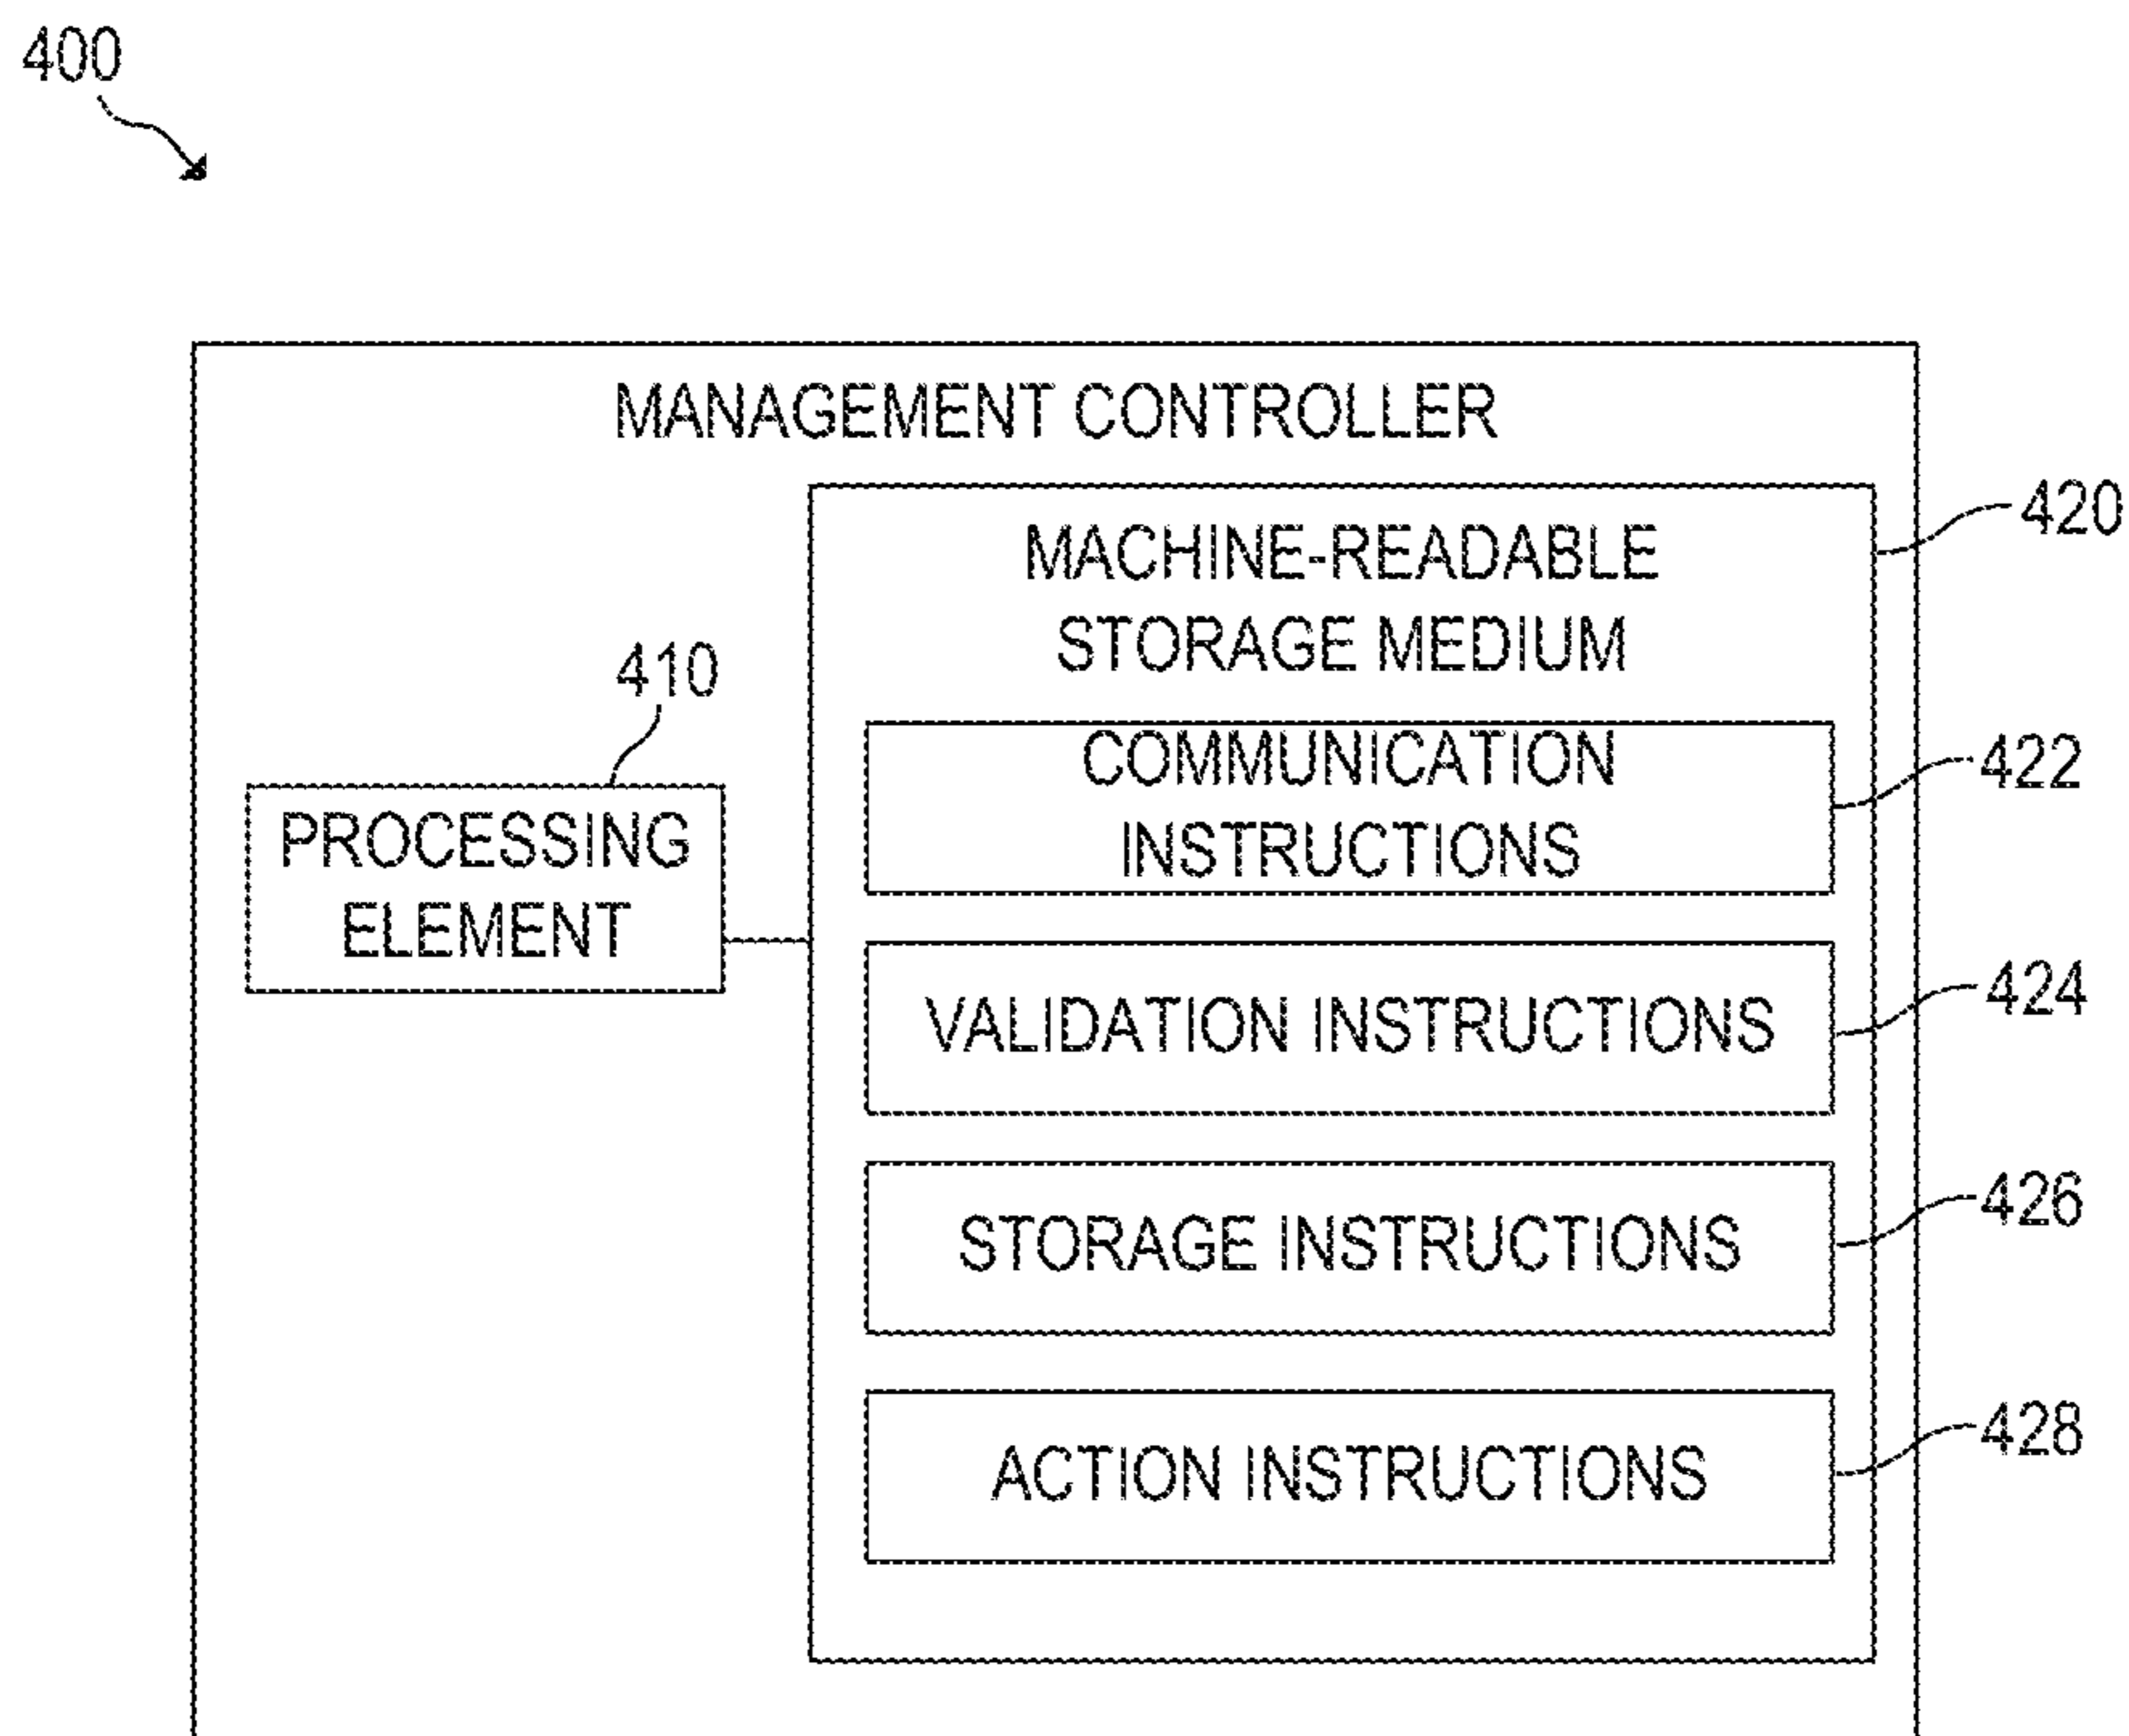 400
MANAGEMENT CONTROLLER
420
MACHINE-READABLE
STORAGE MEDIUM
410
PROCESSING
ELEMENT
422
COMMUNICATION
INSTRUCTIONS
424
VALIDATION INSTRUCTIONS
426
STORAGE INSTRUCTIONS
428
ACTION INSTRUCTIONS